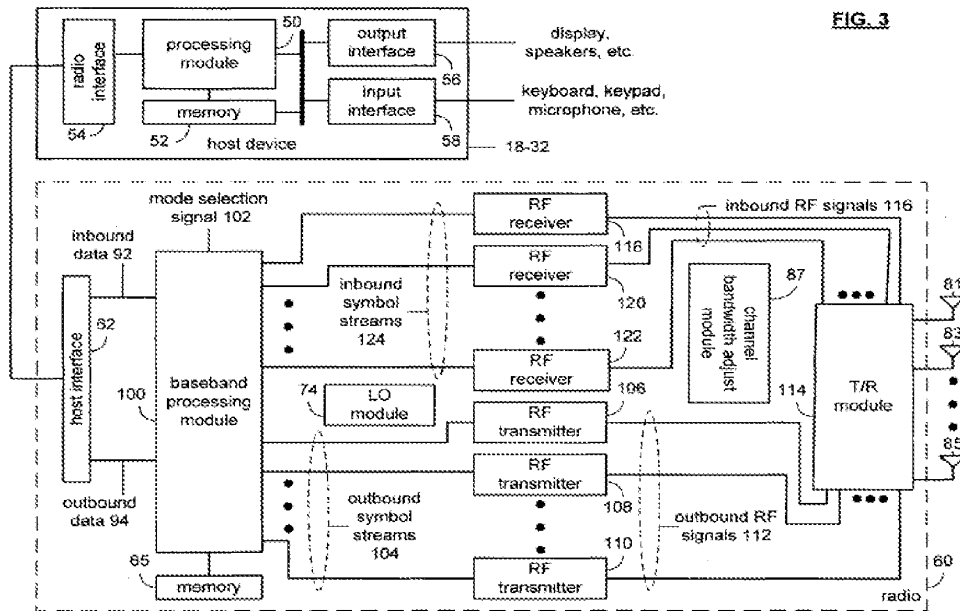 FIG. 3
50
processing
module
output
interface
display,
speakers, etc.
radio
interface
56
memory
input
interface
keyboard, keypad,
microphone, etc.
54
52
58
host device
18-32
mode selection
signal 102
RF
receiver
inbound RF signals 116
inbound
data 92
118
RF
receiver
87
81
inbound
symbol
streams
124
120
channel
bandwidth adjust
module
62
122
83
host interface
100
baseband
processing
module
RF
receiver
106
114
T/R
module
74
LO
module
RF
transmitter
85
RF
transmitter
outbound
data 94
outbound
symbol
streams
104
108
outbound RF
signals 112
65
110
memory
RF
transmitter
60
radio